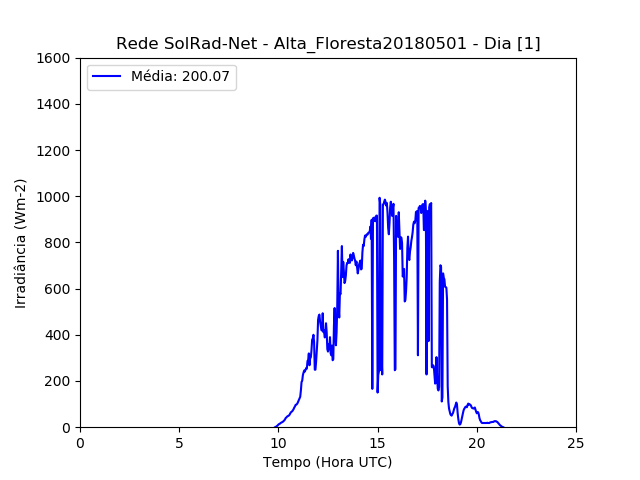 Rede SolRad-Net - Alta_Floresta20180501 - Dia [1]
Média: 200.07
Irradiância (Wm-2)
1600
1400
1200
1000
800
600
400
200
0
0 5 10 15 20 25
Tempo (Hora UTC)